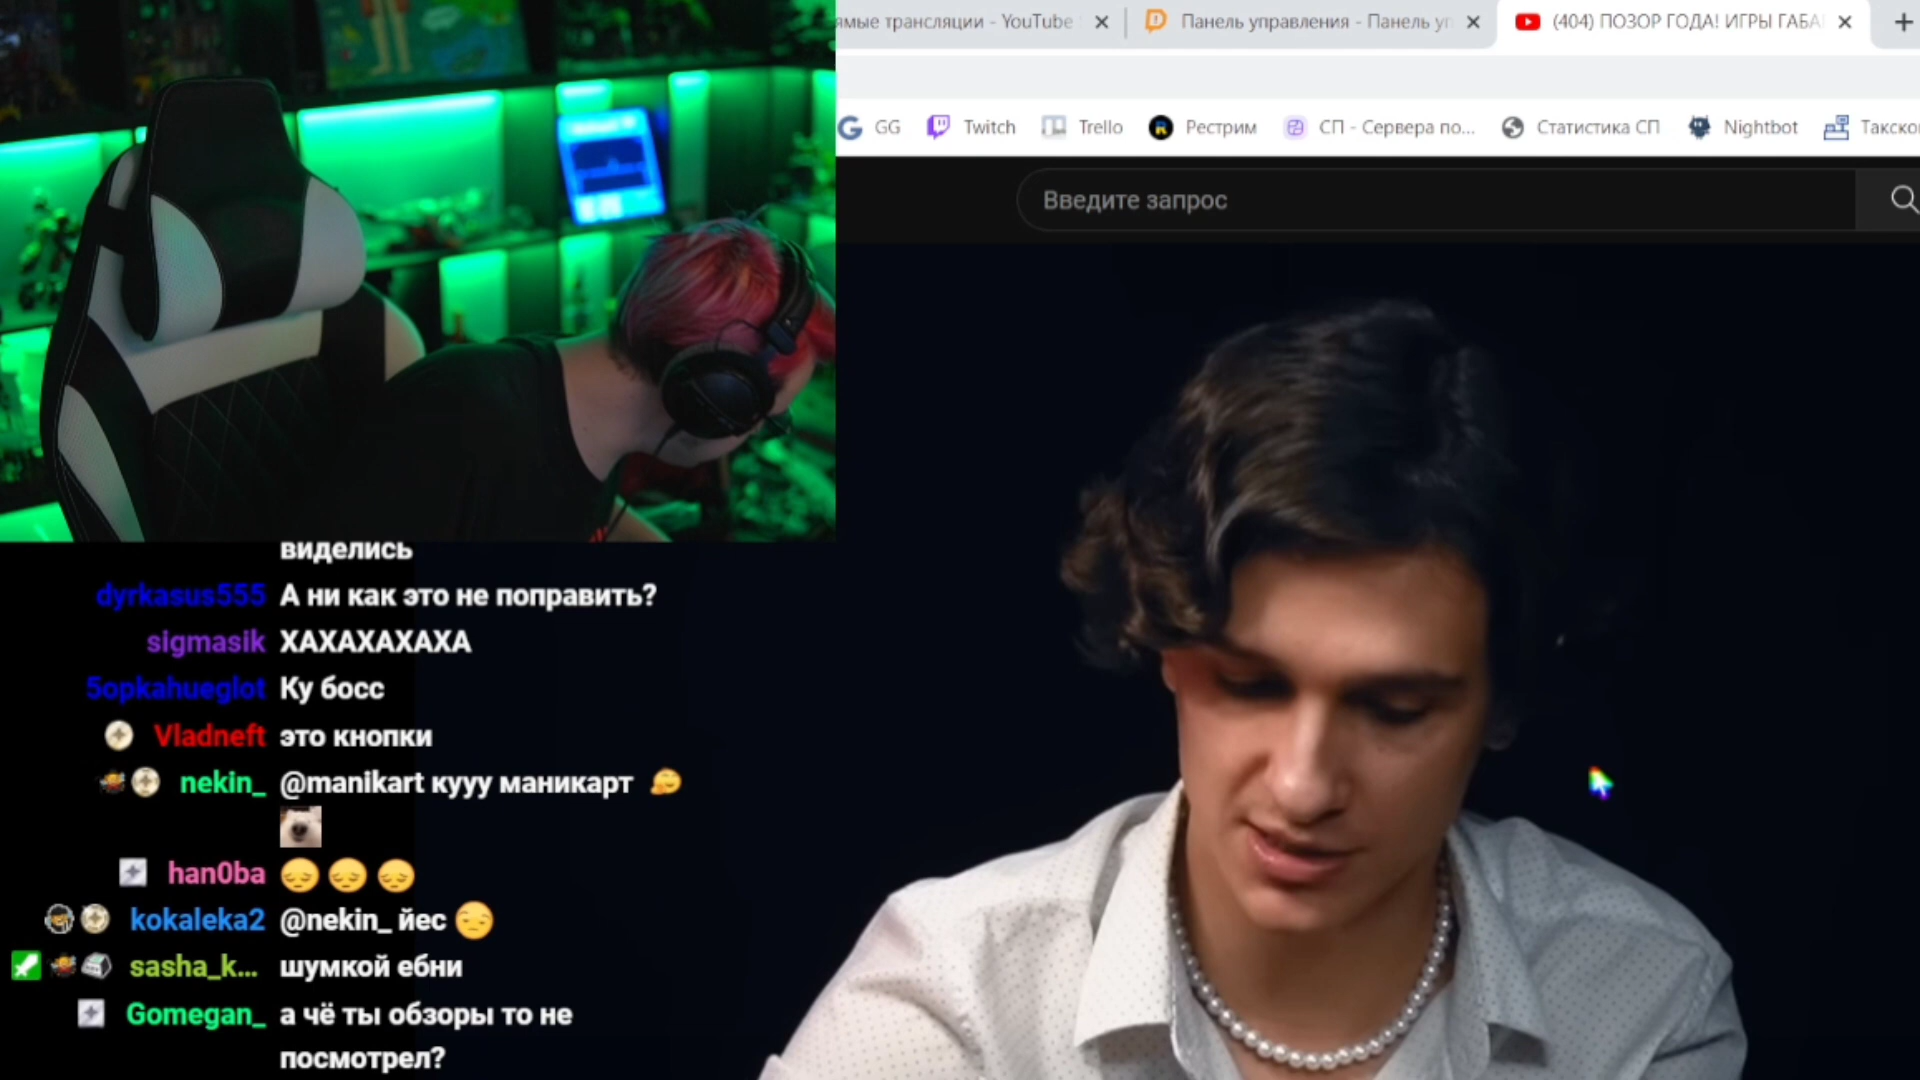 ямые трансляции - YouTube
Панель управления - Панель уп
(404) ПОЗОР ГОДА! ИГРЫ ГАБА
GG
Twitch
Trello
Рестрим
СП - Сервера по...
Статистика СП
Nightbot
Такско
Введите запрос
виделись
dyrkasus555 А ни как это не поправить?
sigmasik ХАХАХАХАХА
5opkahueglot Ку босс
Vladneft это кнопки
nekin_ @manikart кууу маникарт
han0ba
kokaleka2 @nekin_ йес
sasha_k... шумкой ебни
Gomegan_ а чё ты обзоры то не
посмотрел?